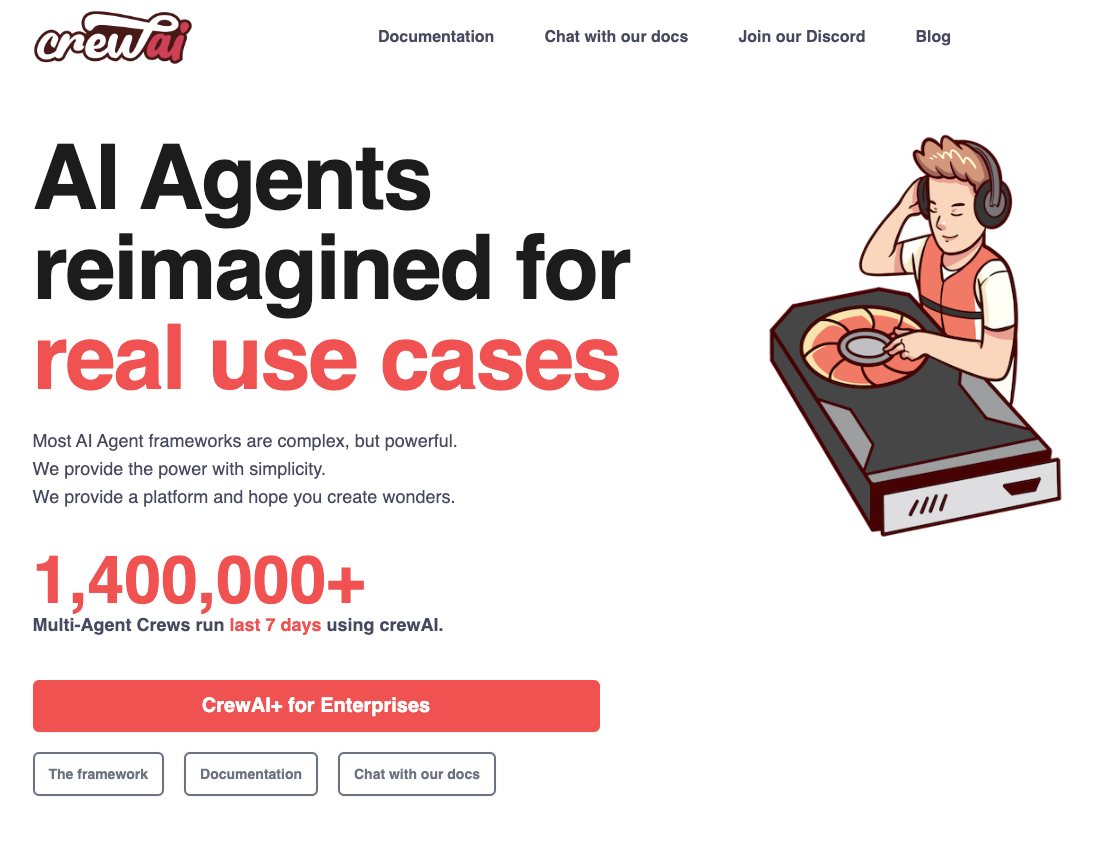 crewai
Documentation
Chat with our docs
Join our Discord
Blog
AI Agents
reimagined for
real use cases
Most AI Agent frameworks are complex, but powerful.
We provide the power with simplicity.
We provide a platform and hope you create wonders.
1,400,000+
Multi-Agent Crews run last 7 days using crewAI.
CrewAI+ for Enterprises
The framework
Documentation
Chat with our docs